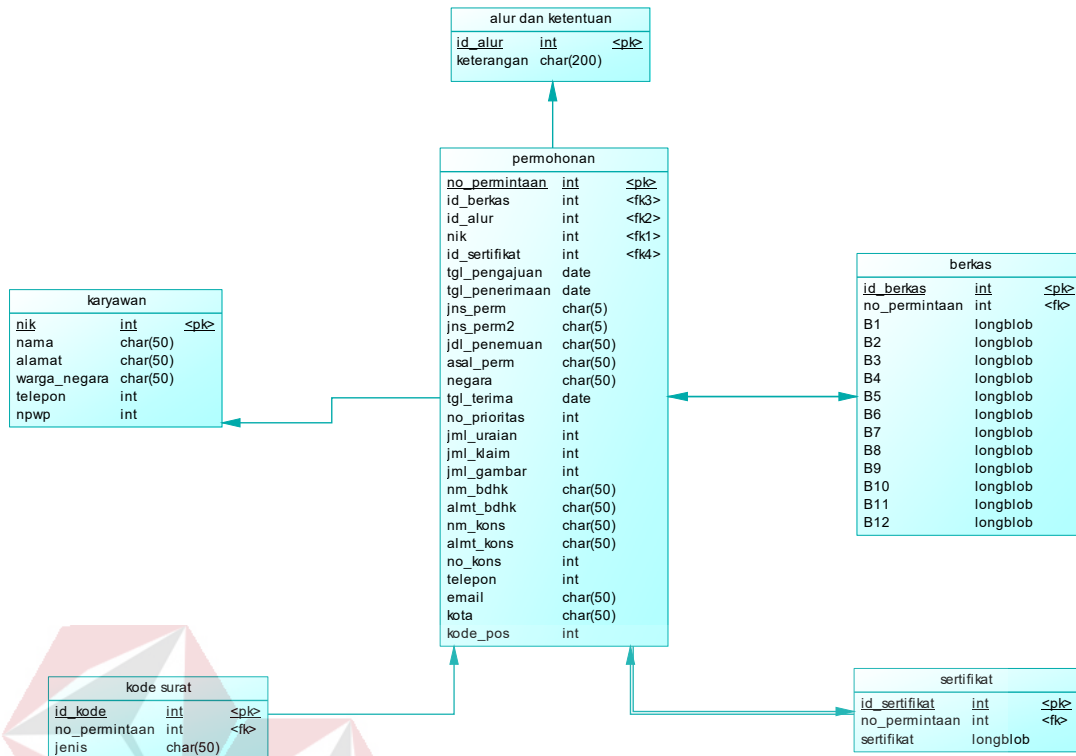 alur dan ketentuan
id_alur int <pk>
keterangan char(200)
permohonan
no_permintaan int <pk>
id_berkas int <fk3>
id_alur int <fk2>
nik int <fk1>
id_sertifikat int <fk4>
tgl_pengajuan date
tgl_penerimaan date
jns_perm char(5)
jns_perm2 char(5)
jdl_penemuan char(50)
asal_perm char(50)
negara char(50)
tgl_terima date
no_prioritas int
jml_uraian int
jml_klaim int
jml_gambar int
nm_bdhk char(50)
almt_bdhk char(50)
nm_kons char(50)
almt_kons char(50)
no_kons int
telepon int
email char(50)
kota char(50)
kode_pos int
karyawan
nik int <pk>
nama char(50)
alamat char(50)
warga_negara char(50)
telepon int
npwp int
berkas
id_berkas int <pk>
no_permintaan int <fk>
B1 longblob
B2 longblob
B3 longblob
B4 longblob
B5 longblob
B6 longblob
B7 longblob
B8 longblob
B9 longblob
B10 longblob
B11 longblob
B12 longblob
kode surat
id_kode int <pk>
no_permintaan int <fk>
jenis char(50)
sertifikat
id_sertifikat int <pk>
no_permintaan int <fk>
sertifikat longblob